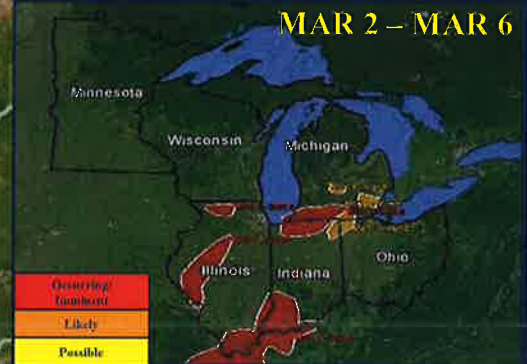 MAR 2 – MAR 6
Minnesota
Wisconsin
Michigan
Illinois
Indiana
Ohio
Occurring/
Imminent
Likely
Possible